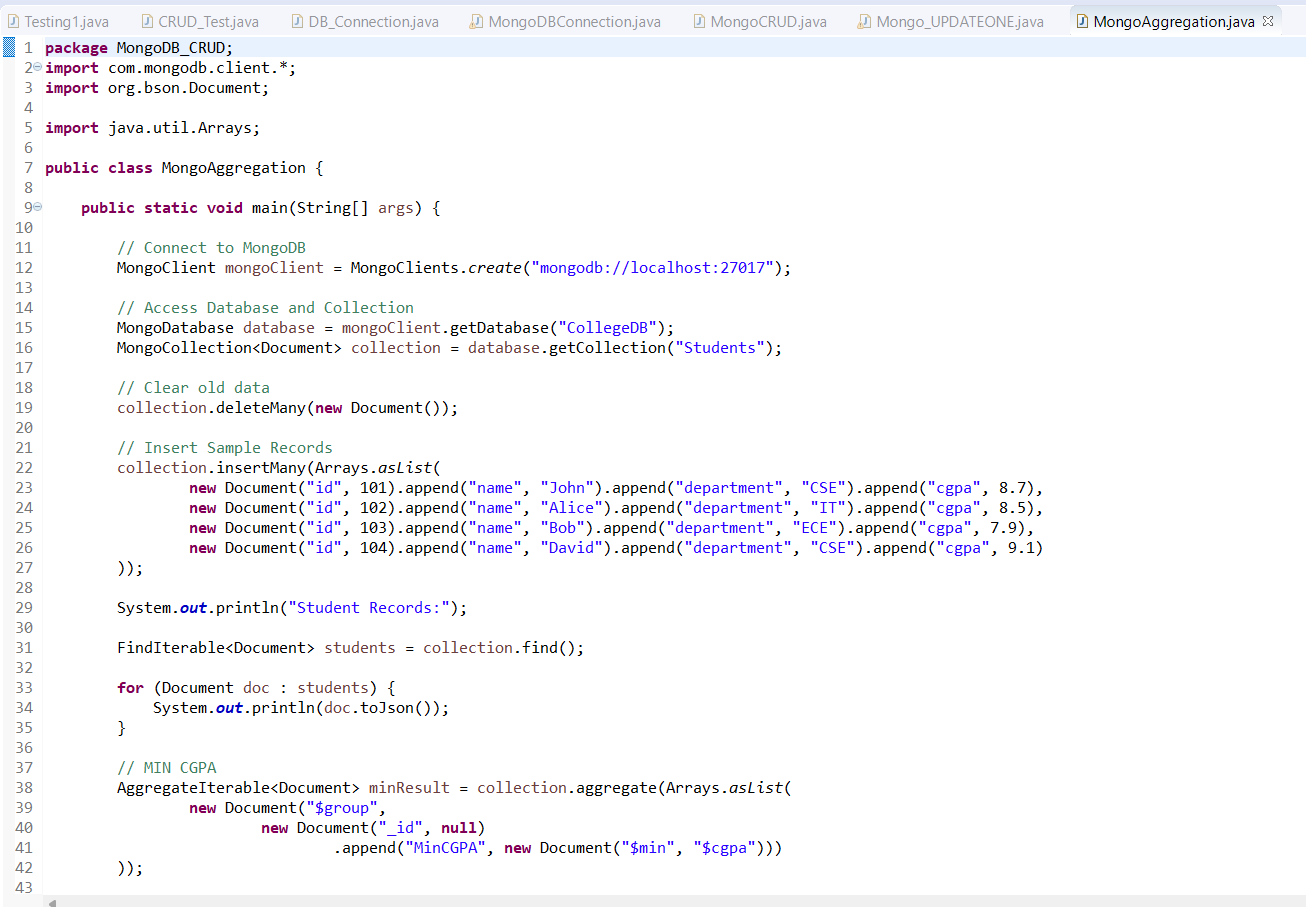 Testing1.java CRUD_Test.java DB_Connection.java MongoDBConnection.java MongoCRUD.java Mongo_UPDATEONE.java MongoAggregation.java
1 package MongoDB_CRUD;
2 import com.mongodb.client.*;
3 import org.bson.Document;
4
5 import java.util.Arrays;
6
7 public class MongoAggregation {
8
9     public static void main(String[] args) {
10
11         // Connect to MongoDB
12         MongoClient mongoClient = MongoClients.create("mongodb://localhost:27017");
13
14         // Access Database and Collection
15         MongoDatabase database = mongoClient.getDatabase("CollegeDB");
16         MongoCollection<Document> collection = database.getCollection("Students");
17
18         // Clear old data
19         collection.deleteMany(new Document());
20
21         // Insert Sample Records
22         collection.insertMany(Arrays.asList(
23                 new Document("id", 101).append("name", "John").append("department", "CSE").append("cgpa", 8.7),
24                 new Document("id", 102).append("name", "Alice").append("department", "IT").append("cgpa", 8.5),
25                 new Document("id", 103).append("name", "Bob").append("department", "ECE").append("cgpa", 7.9),
26                 new Document("id", 104).append("name", "David").append("department", "CSE").append("cgpa", 9.1)
27         ));
28
29         System.out.println("Student Records:");
30
31         FindIterable<Document> students = collection.find();
32
33         for (Document doc : students) {
34             System.out.println(doc.toJson());
35         }
36
37         // MIN CGPA
38         AggregateIterable<Document> minResult = collection.aggregate(Arrays.asList(
39                 new Document("$group",
40                         new Document("_id", null)
41                                 .append("MinCGPA", new Document("$min", "$cgpa")))
42         ));
43